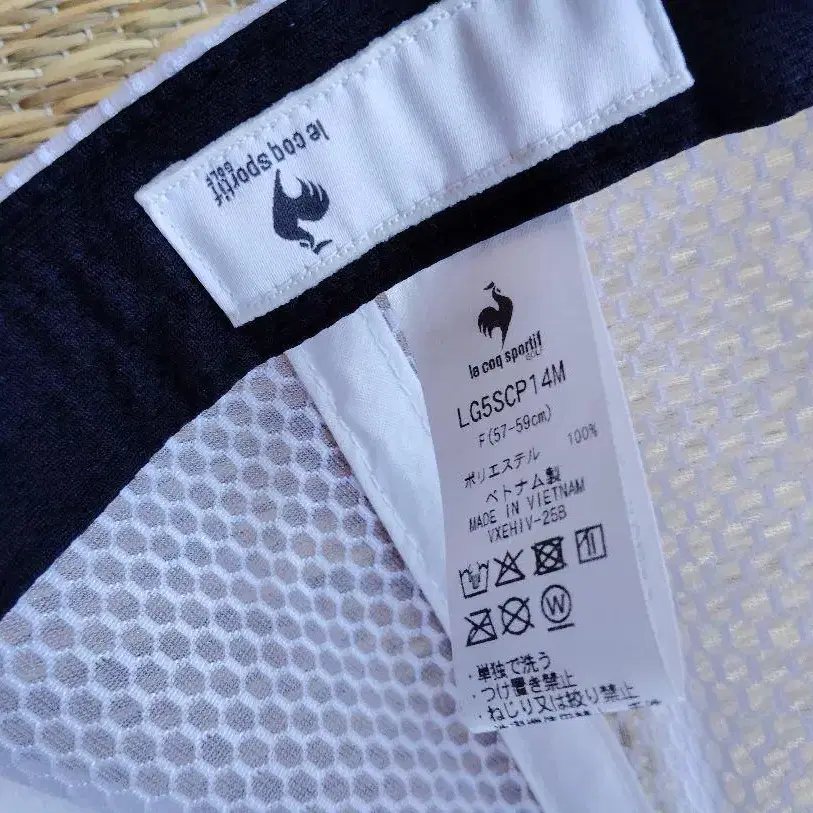 le coq sportif
GOLF
le coq sportif
GOLF
LG5SCP14M
F(57-59cm)
ポリエステル 100%
ベトナム製
MADE IN VIETNAM
VXEHIV-25B
W
・単独で洗う
・つけ置き禁止
・ねじり又は絞り禁止